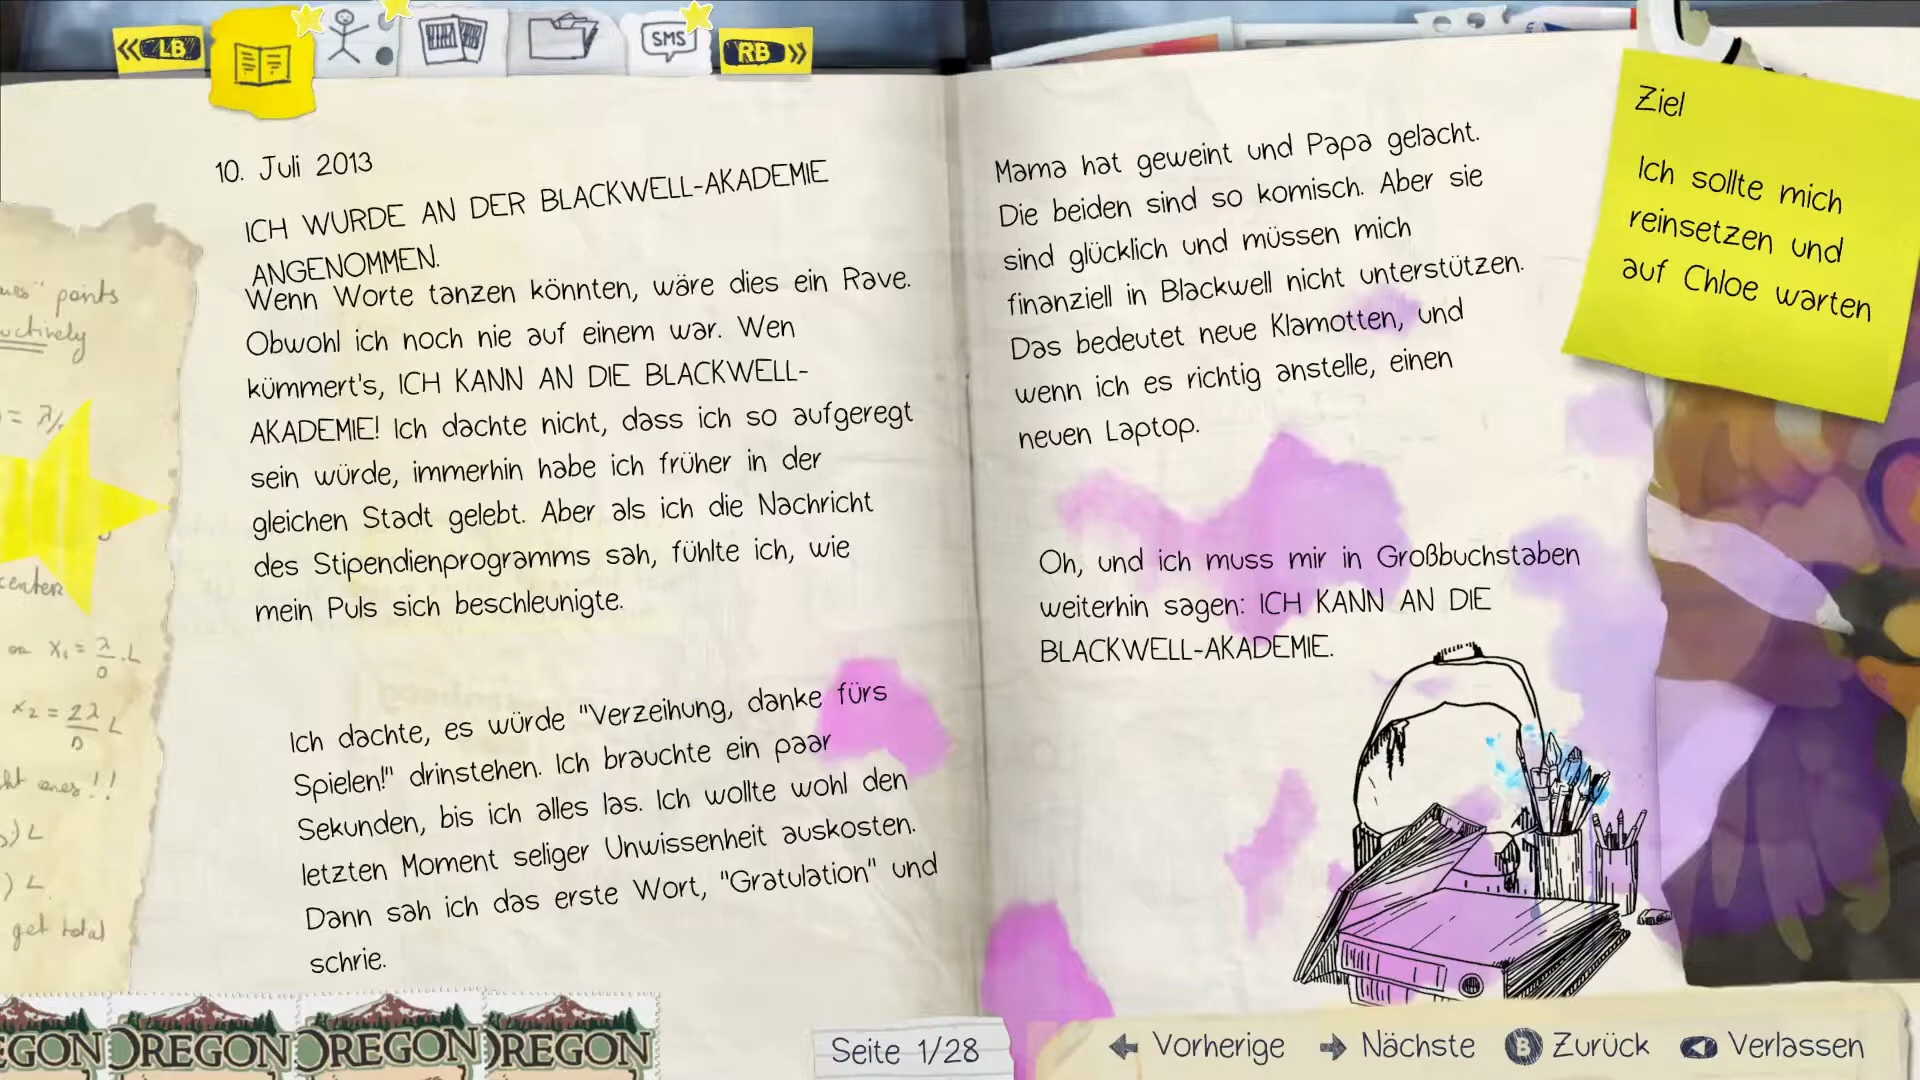 LB
SMS
RB
10. Juli 2013
ICH WURDE AN DER BLACKWELL-AKADEMIE
ANGENOMMEN.
Wenn Worte tanzen könnten, wäre dies ein Rave.
Obwohl ich noch nie auf einem war. Wen
kümmert's, ICH KANN AN DIE BLACKWELL-
AKADEMIE! Ich dachte nicht, dass ich so aufgeregt
sein würde, immerhin habe ich früher in der
gleichen Stadt gelebt. Aber als ich die Nachricht
des Stipendienprogramms sah, fühlte ich, wie
mein Puls sich beschleunigte.
Ich dachte, es würde "Verzeihung, danke fürs
Spielen!" drinstehen. Ich brauchte ein paar
Sekunden, bis ich alles las. Ich wollte wohl den
letzten Moment seliger Unwissenheit auskosten.
Dann sah ich das erste Wort, "Gratulation" und
schrie.
Mama hat geweint und Papa gelacht.
Die beiden sind so komisch. Aber sie
sind glücklich und müssen mich
finanziell in Blackwell nicht unterstützen.
Das bedeutet neue Klamotten, und
wenn ich es richtig anstelle, einen
neuen Laptop.
Oh, und ich muss mir in Großbuchstaben
weiterhin sagen: ICH KANN AN DIE
BLACKWELL-AKADEMIE.
Ziel
Ich sollte mich
reinsetzen und
auf Chloe warten
points
center
x₁ = λ/D . L
x₂ = 2λ/D L
get total
EGON OREGON OREGON OREGON
Seite 1/28
Vorherige
Nächste
B Zurück
Verlassen